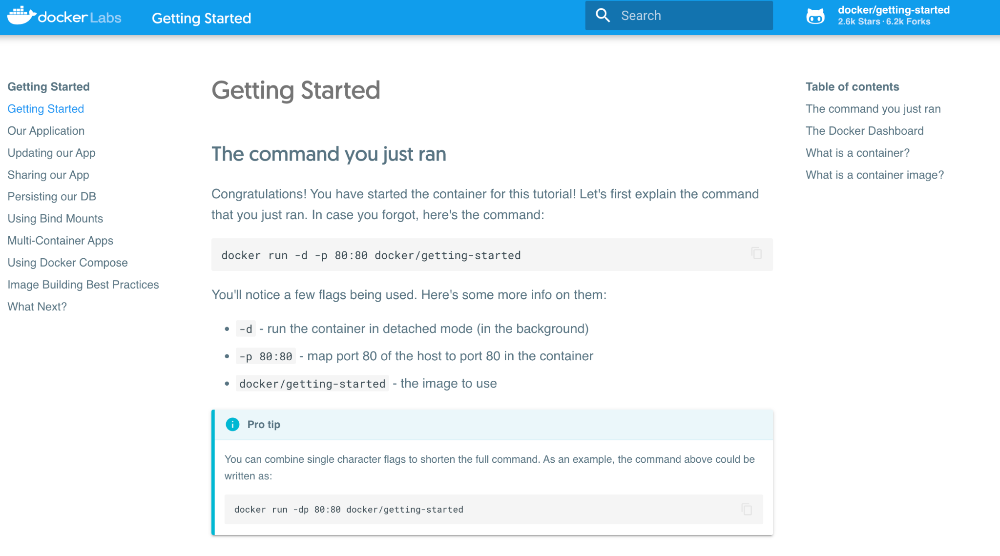 docker Labs
Getting Started
Search
docker/getting-started
2.6k Stars · 6.2k Forks
Getting Started
Getting Started
Our Application
Updating our App
Sharing our App
Persisting our DB
Using Bind Mounts
Multi-Container Apps
Using Docker Compose
Image Building Best Practices
What Next?
Getting Started
The command you just ran
Congratulations! You have started the container for this tutorial! Let's first explain the command
that you just ran. In case you forgot, here's the command:
docker run -d -p 80:80 docker/getting-started
You'll notice a few flags being used. Here's some more info on them:
• -d - run the container in detached mode (in the background)
• -p 80:80 - map port 80 of the host to port 80 in the container
• docker/getting-started - the image to use
Pro tip
You can combine single character flags to shorten the full command. As an example, the command above could be
written as:
docker run -dp 80:80 docker/getting-started
Table of contents
The command you just ran
The Docker Dashboard
What is a container?
What is a container image?